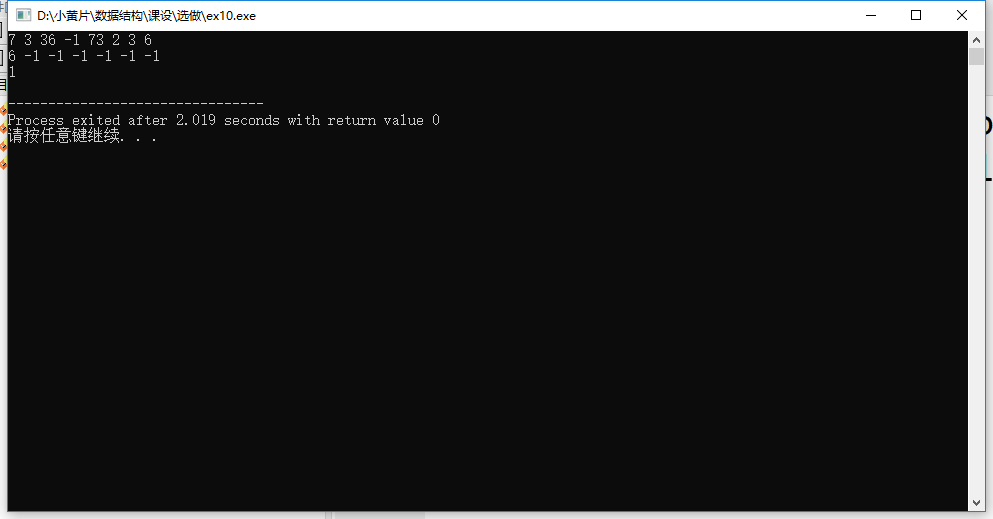 D:\小黄片\数据结构\课设\选做\ex10.exe
7 3 36 -1 73 2 3 6
6 -1 -1 -1 -1 -1 -1
1
--------------------------------
Process exited after 2.019 seconds with return value 0
请按任意键继续. . .